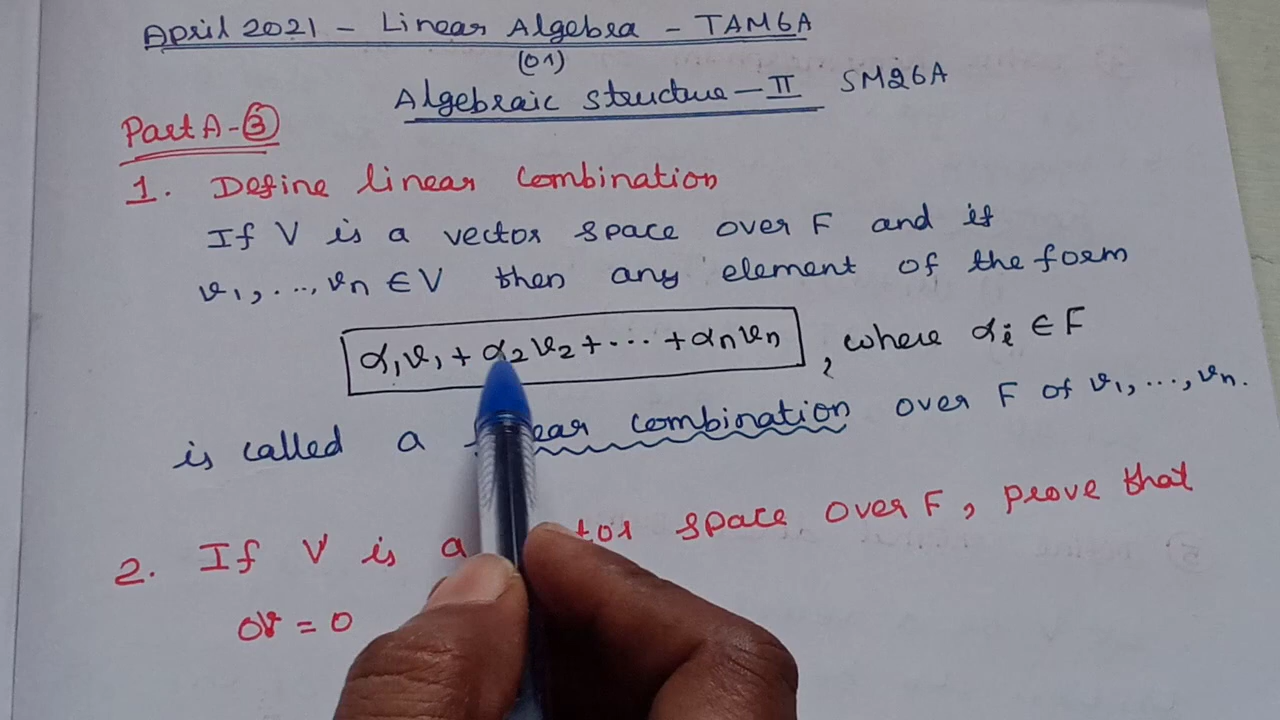 April 2021 - Linear Algebra - TAM6A
(01)
Algebraic structure - II SM26A
Part A - 3
1. Define linear combination
If V is a vector space over F and if
v1, ..., vn ∈ V then any element of the form
α1v1 + α2v2 + ... + αnvn, where αi ∈ F
is called a combination over F of v1, ..., vn.
2. If V is a space over F, prove that
0v = 0